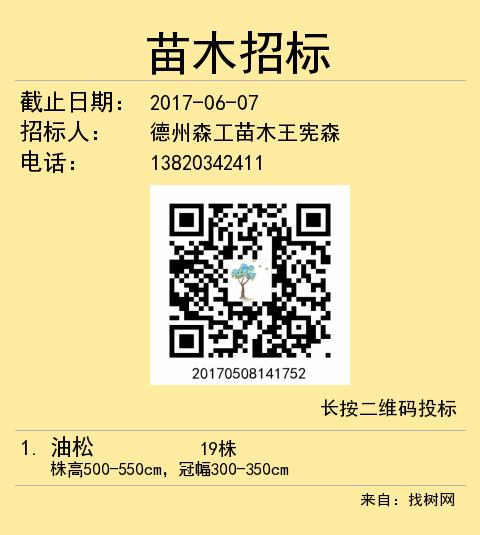 苗木招标
截止日期： 2017-06-07
招标人： 德州森工苗木王宪森
电话： 13820342411
20170508141752
长按二维码投标
1. 油松 19株
株高500-550cm，冠幅300-350cm
来自：找树网